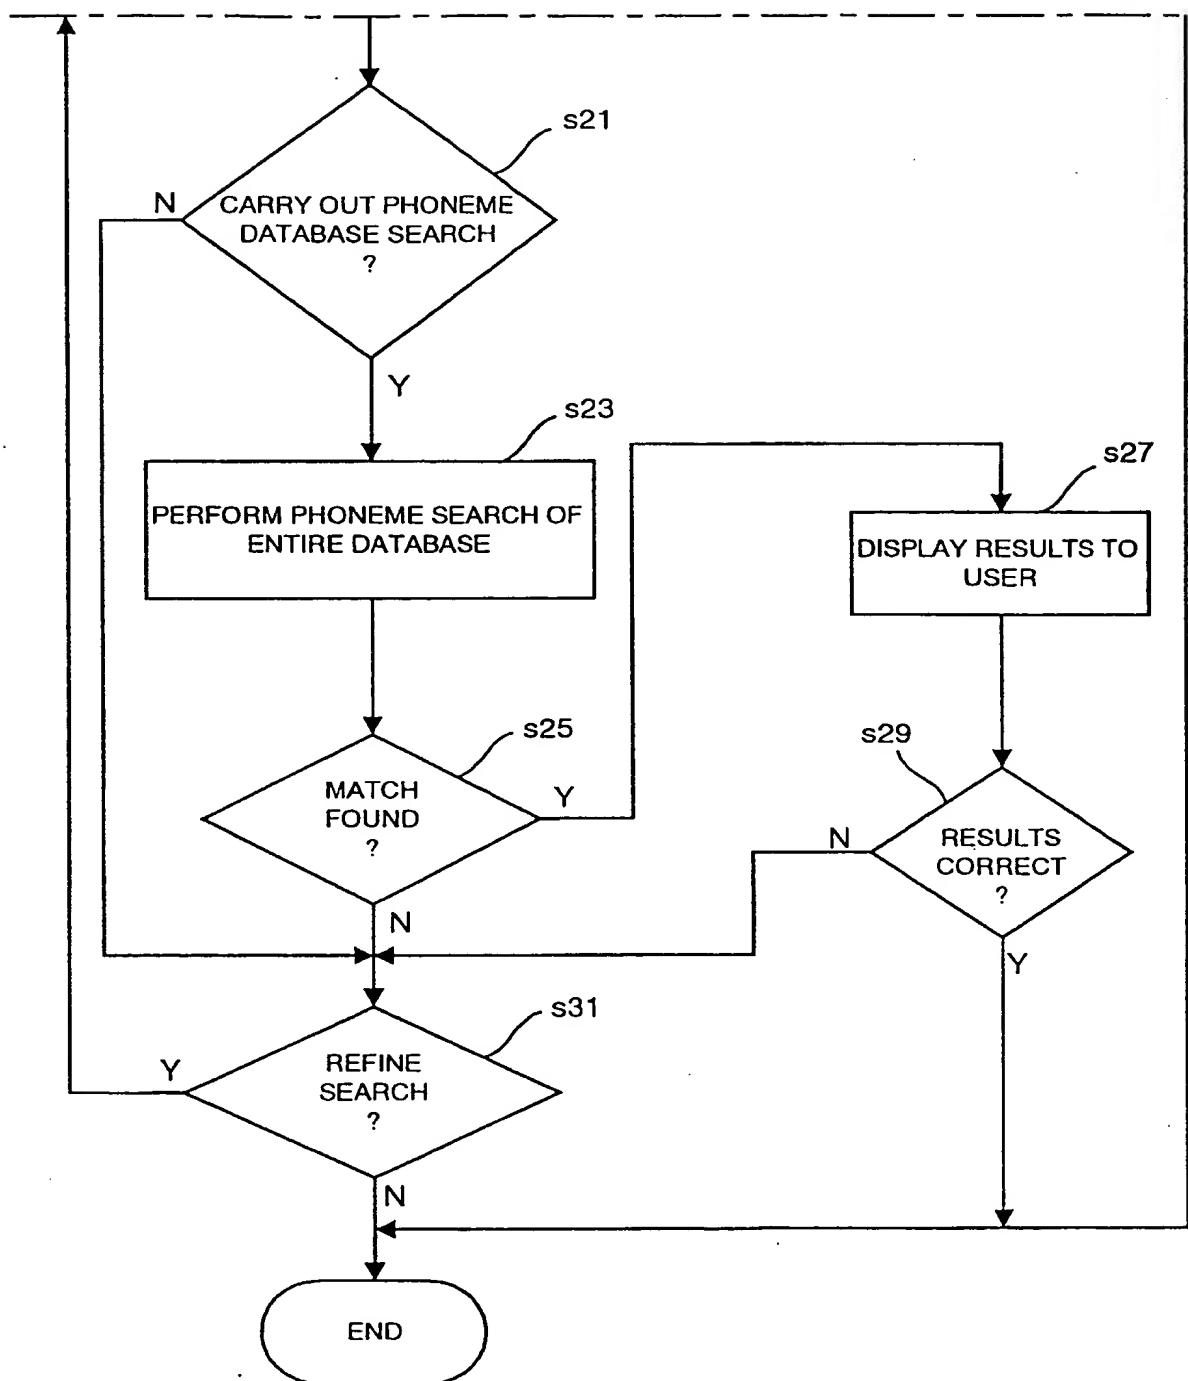 s21
N
CARRY OUT PHONEME
DATABASE SEARCH
?
Y
s23
PERFORM PHONEME SEARCH OF
ENTIRE DATABASE
s27
DISPLAY RESULTS TO
USER
s25
MATCH
FOUND
?
Y
N
s29
N
RESULTS
CORRECT
?
Y
s31
Y
REFINE
SEARCH
?
N
END